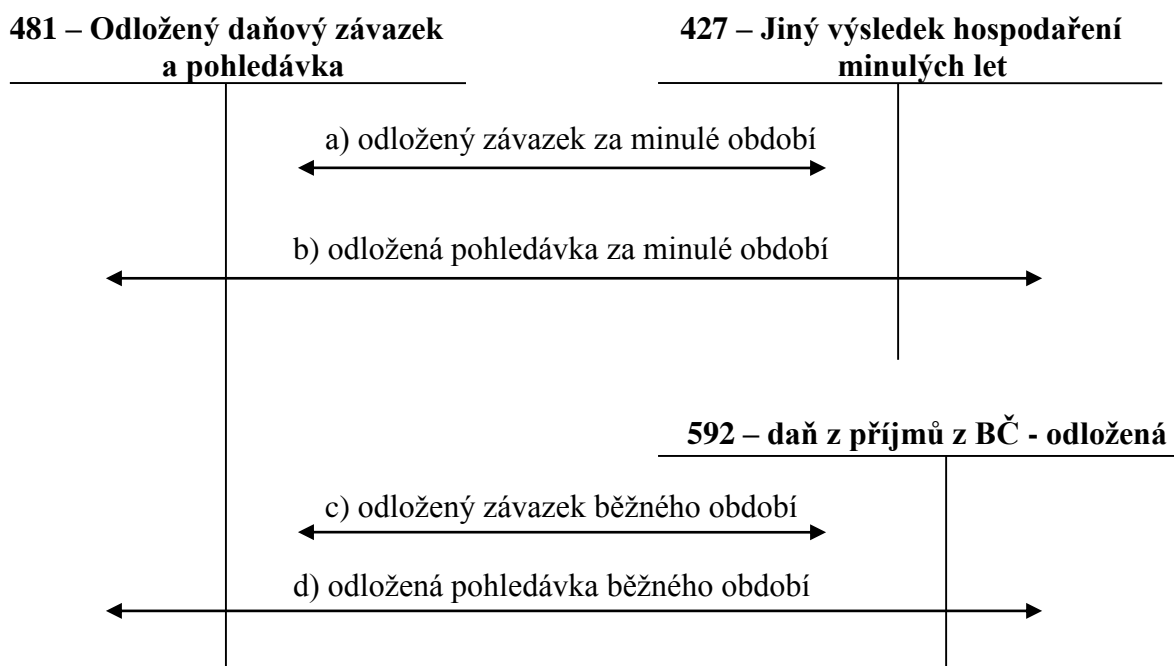 481 – Odložený daňový závazek
a pohledávka
427 – Jiný výsledek hospodaření
minulých let
a) odložený závazek za minulé období
b) odložená pohledávka za minulé období
592 – daň z příjmů z BČ - odložená
c) odložený závazek běžného období
d) odložená pohledávka běžného období